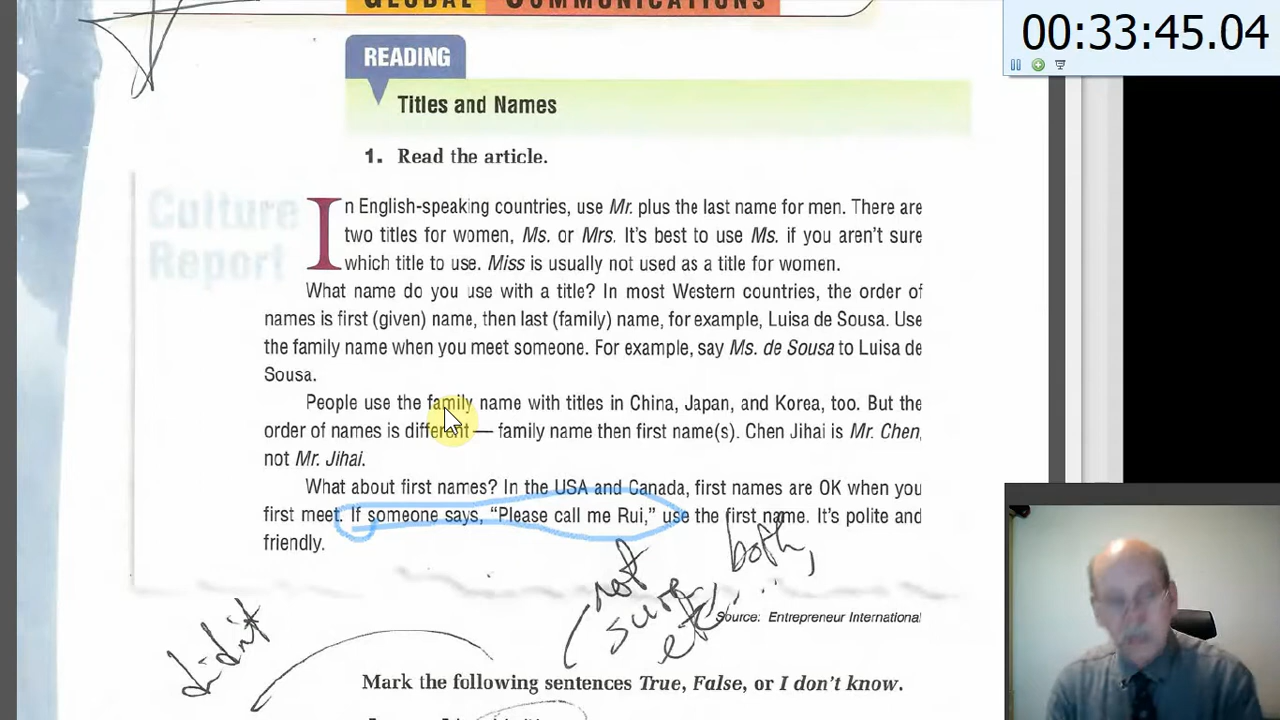 GLOBAL COMMUNICATIONS
00:33:45.04
READING
Titles and Names
1. Read the article.
Culture
Report
In English-speaking countries, use Mr. plus the last name for men. There are
two titles for women, Ms. or Mrs. It's best to use Ms. if you aren't sure
which title to use. Miss is usually not used as a title for women.
What name do you use with a title? In most Western countries, the order of
names is first (given) name, then last (family) name, for example, Luisa de Sousa. Use
the family name when you meet someone. For example, say Ms. de Sousa to Luisa de
Sousa.
People use the family name with titles in China, Japan, and Korea, too. But the
order of names is different — family name then first name(s). Chen Jihai is Mr. Chen,
not Mr. Jihai.
What about first names? In the USA and Canada, first names are OK when you
first meet. If someone says, “Please call me Rui,” use the first name. It's polite and
friendly.
(not
sure
etc...
both,
Source: Entrepreneur International
didn't
Mark the following sentences True, False, or I don't know.